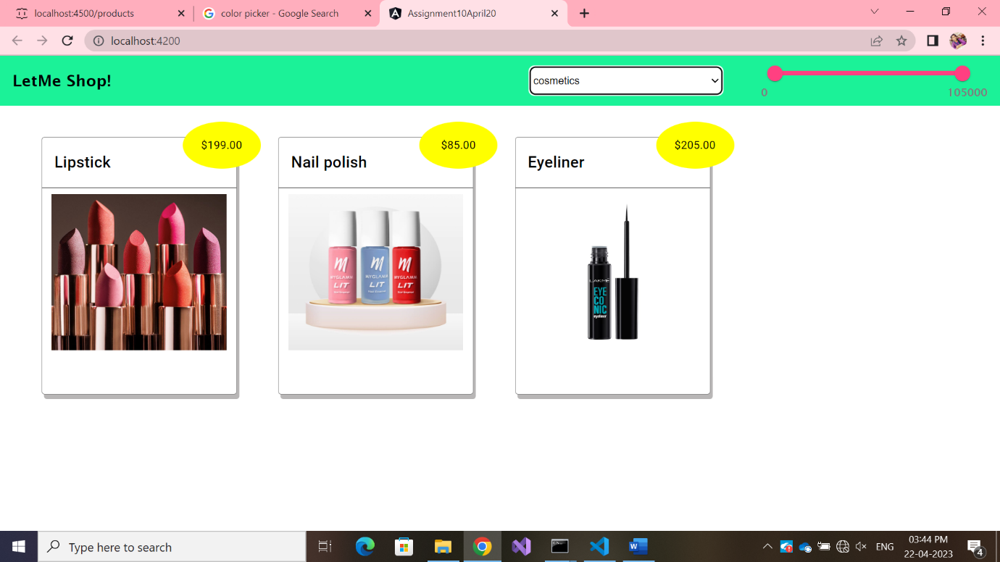 localhost:4500/products
color picker - Google Search
Assignment10April20
localhost:4200
LetMe Shop!
cosmetics
0
105000
$199.00
$85.00
$205.00
Lipstick
Nail polish
Eyeliner
M
MYGLAMM
LIT
M
MYGLAMM
LIT
M
MYGLAMM
LIT
LAKMÉ
EYE
CO
NIC
eyeliner
Type here to search
ENG
03:44 PM
22-04-2023
4